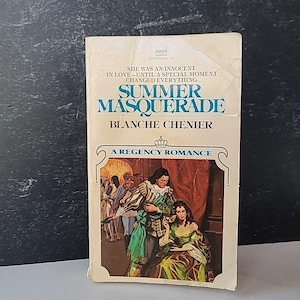 SHE WAS AN INNOCENT
IN LOVE—UNTIL A SPECIAL MOMENT
CHANGED EVERYTHING...
SUMMER
MASQUERADE
BLANCHE CHENIER
A REGENCY ROMANCE